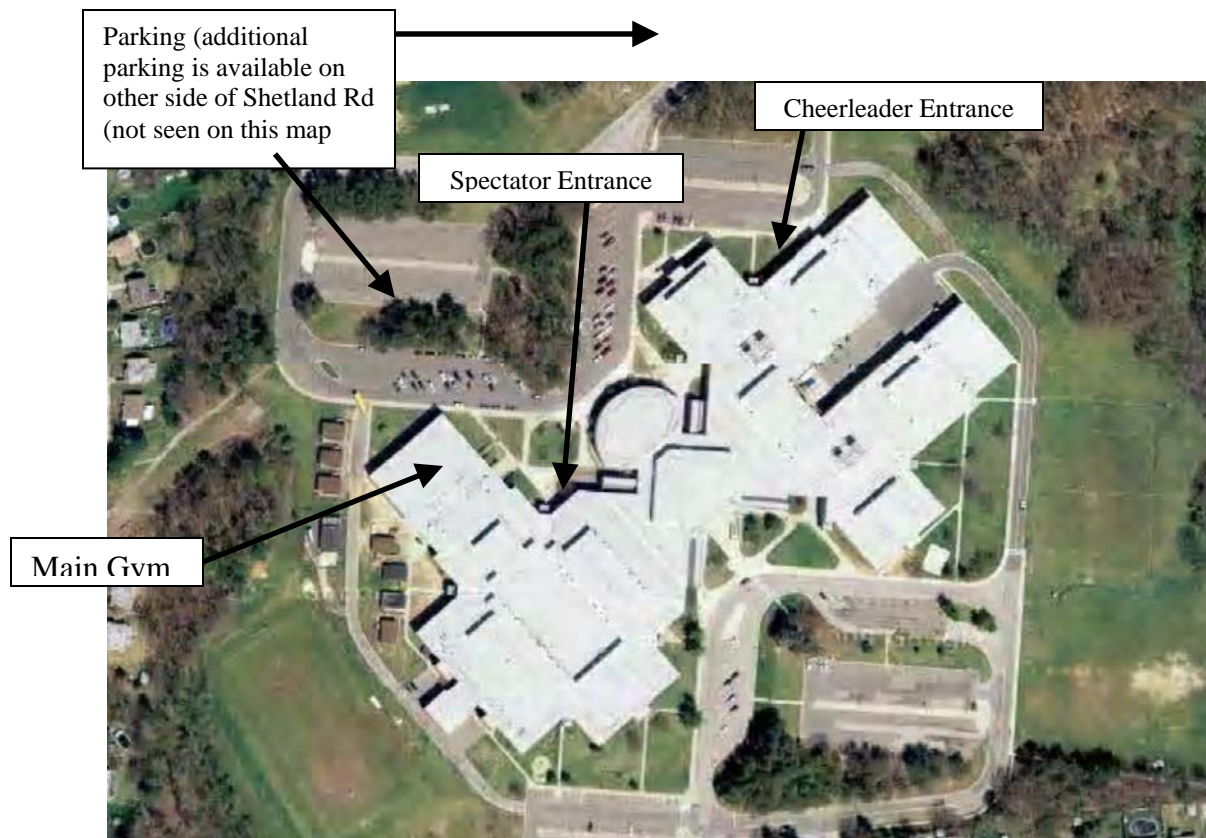 Parking (additional
parking is available on
other side of Shetland Rd
(not seen on this map
Cheerleader Entrance
Spectator Entrance
Main Gym